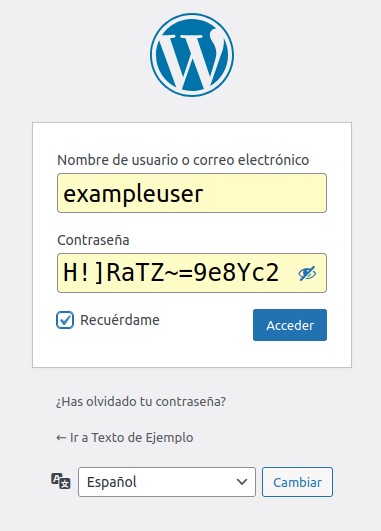 Nombre de usuario o correo electrónico
exampleuser
Contraseña
H!]RaTZ~=9e8Yc2
Recuérdame
Acceder
¿Has olvidado tu contraseña?
← Ir a Texto de Ejemplo
Español
Cambiar